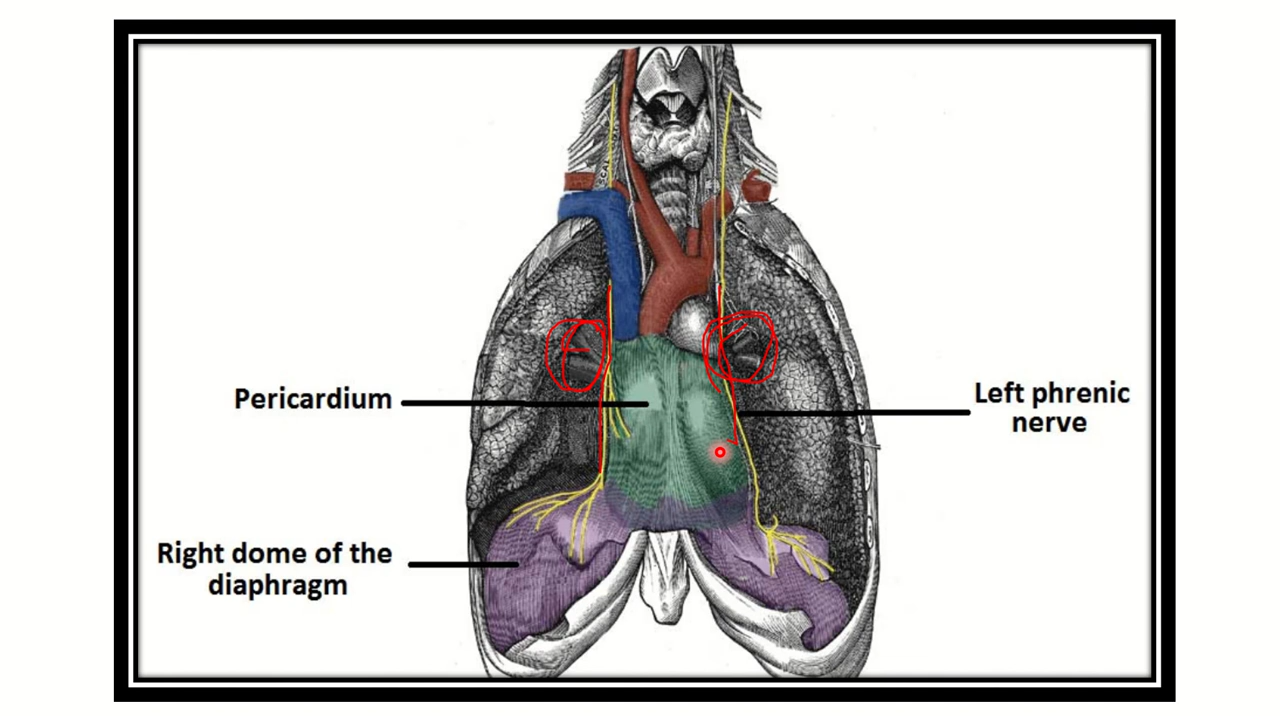 Pericardium
Left phrenic
nerve
Right dome of the
diaphragm